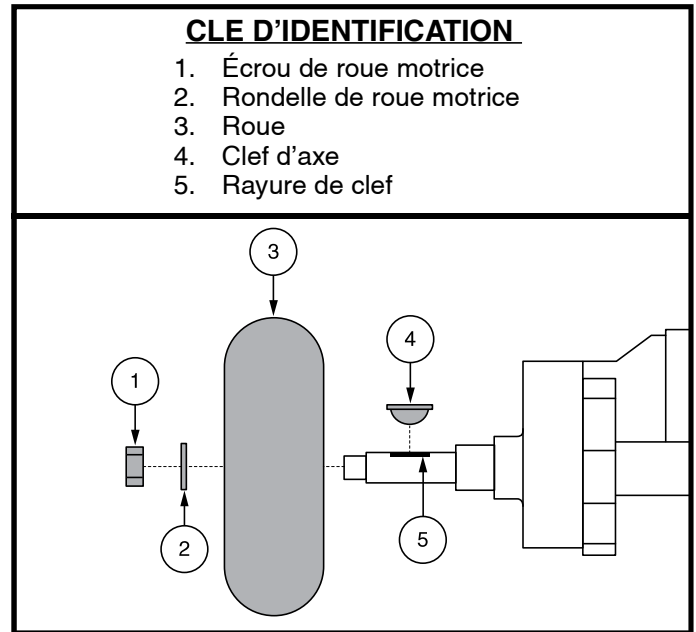 CLE D'IDENTIFICATION
1. Écrou de roue motrice
2. Rondelle de roue motrice
3. Roue
4. Clef d'axe
5. Rayure de clef
3
4
1
2
5